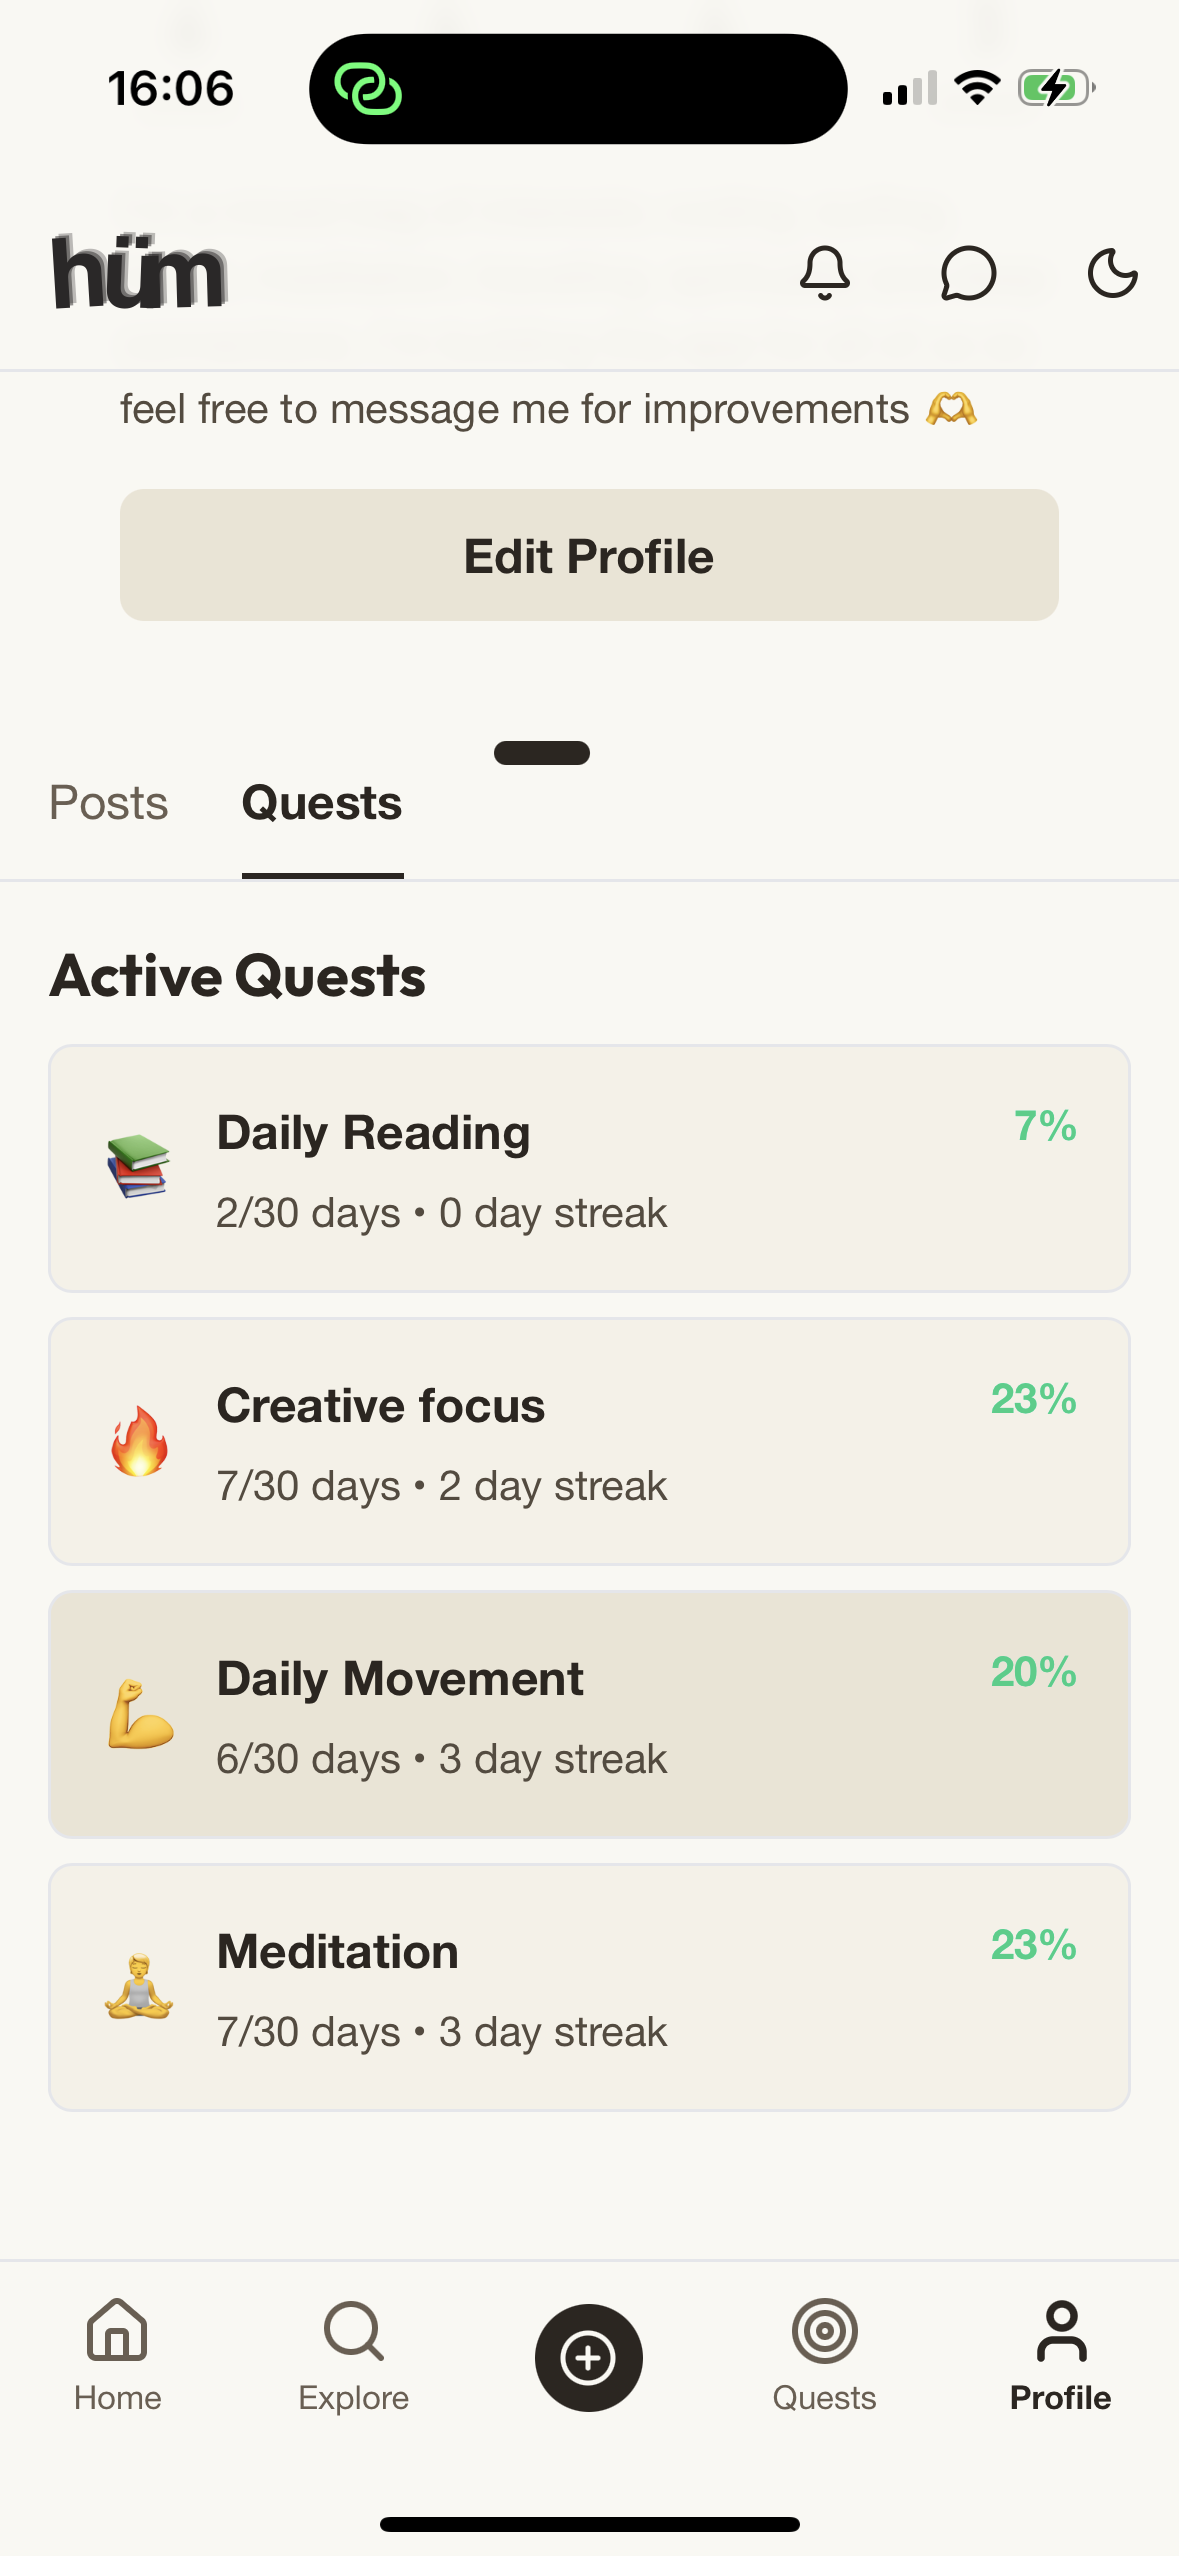 16:06
hüm
feel free to message me for improvements 🫶
Edit Profile
Posts Quests
Active Quests
Daily Reading 7%
2/30 days • 0 day streak
Creative focus 23%
7/30 days • 2 day streak
Daily Movement 20%
6/30 days • 3 day streak
Meditation 23%
7/30 days • 3 day streak
Home Explore Quests Profile